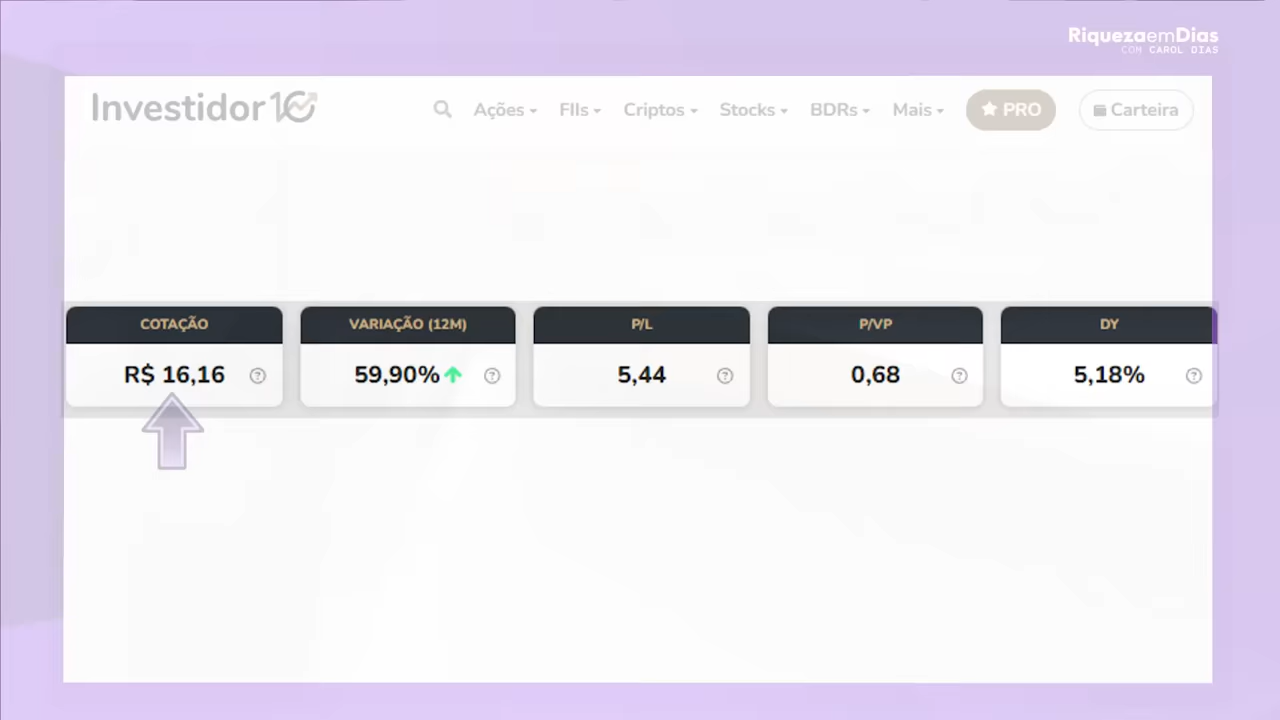 RiquezaemDias
COM CAROL DIAS
Investidor10
Ações
FIIs
Criptos
Stocks
BDRs
Mais
PRO
Carteira
COTAÇÃO
VARIAÇÃO (12M)
P/L
P/VP
DY
R$ 16,16 ?
59,90% ?
5,44 ?
0,68 ?
5,18% ?